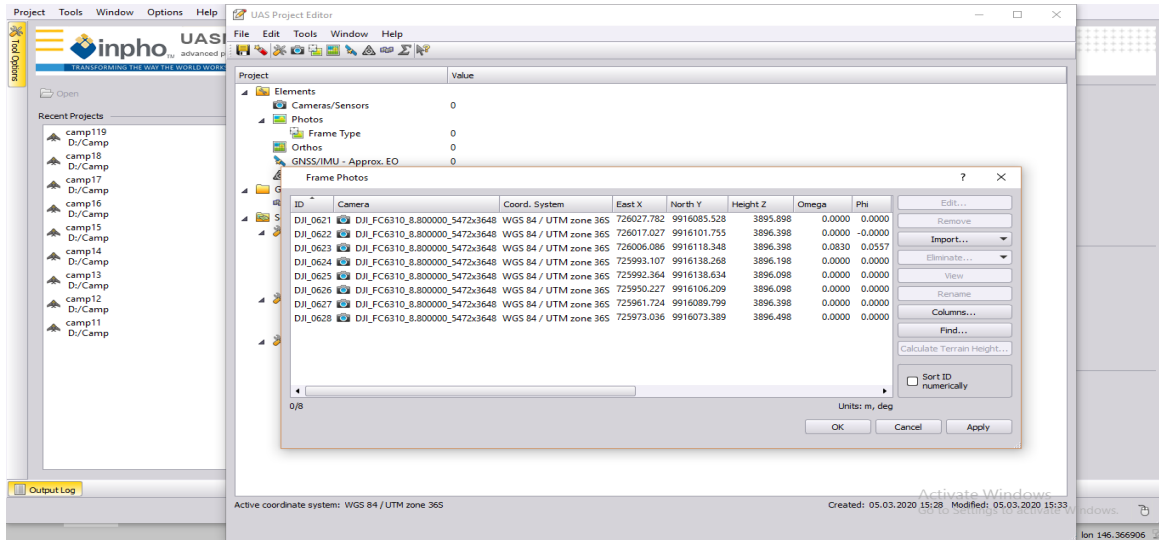 Project Tools Window Options Help
Tool Options
inpho TM UASI
advanced p
TRANSFORMING THE WAY THE WORLD WORK
Open
Recent Projects
camp119
D:/Camp
camp18
D:/Camp
camp17
D:/Camp
camp16
D:/Camp
camp15
D:/Camp
camp14
D:/Camp
camp13
D:/Camp
camp12
D:/Camp
camp11
D:/Camp
Output Log
UAS Project Editor
File Edit Tools Window Help
Project Value
Elements
Cameras/Sensors 0
Photos
Frame Type 0
Orthos 0
GNSS/IMU - Approx. EO 0
G
S
Frame Photos ?
ID Camera Coord. System East X North Y Height Z Omega Phi
DJI_0621 DJI_FC6310_8.800000_5472x3648 WGS 84 / UTM zone 36S 726027.782 9916085.528 3895.898 0.0000 0.0000
DJI_0622 DJI_FC6310_8.800000_5472x3648 WGS 84 / UTM zone 36S 726017.027 9916101.755 3896.398 0.0000 -0.0000
DJI_0623 DJI_FC6310_8.800000_5472x3648 WGS 84 / UTM zone 36S 726006.086 9916118.348 3896.398 0.0830 0.0557
DJI_0624 DJI_FC6310_8.800000_5472x3648 WGS 84 / UTM zone 36S 725993.107 9916138.268 3896.198 0.0000 0.0000
DJI_0625 DJI_FC6310_8.800000_5472x3648 WGS 84 / UTM zone 36S 725992.364 9916138.634 3896.098 0.0000 0.0000
DJI_0626 DJI_FC6310_8.800000_5472x3648 WGS 84 / UTM zone 36S 725950.227 9916106.209 3896.098 0.0000 0.0000
DJI_0627 DJI_FC6310_8.800000_5472x3648 WGS 84 / UTM zone 36S 725961.724 9916089.799 3896.398 0.0000 0.0000
DJI_0628 DJI_FC6310_8.800000_5472x3648 WGS 84 / UTM zone 36S 725973.036 9916073.389 3896.498 0.0000 0.0000
Edit...
Remove
Import...
Eliminate...
View
Rename
Columns...
Find...
Calculate Terrain Height...
Sort ID
numerically
0/8 Units: m, deg
OK Cancel Apply
Activate Windows
Go to Settings to activate Windows.
Active coordinate system: WGS 84 / UTM zone 36S Created: 05.03.2020 15:28 Modified: 05.03.2020 15:33
lon 146.366906